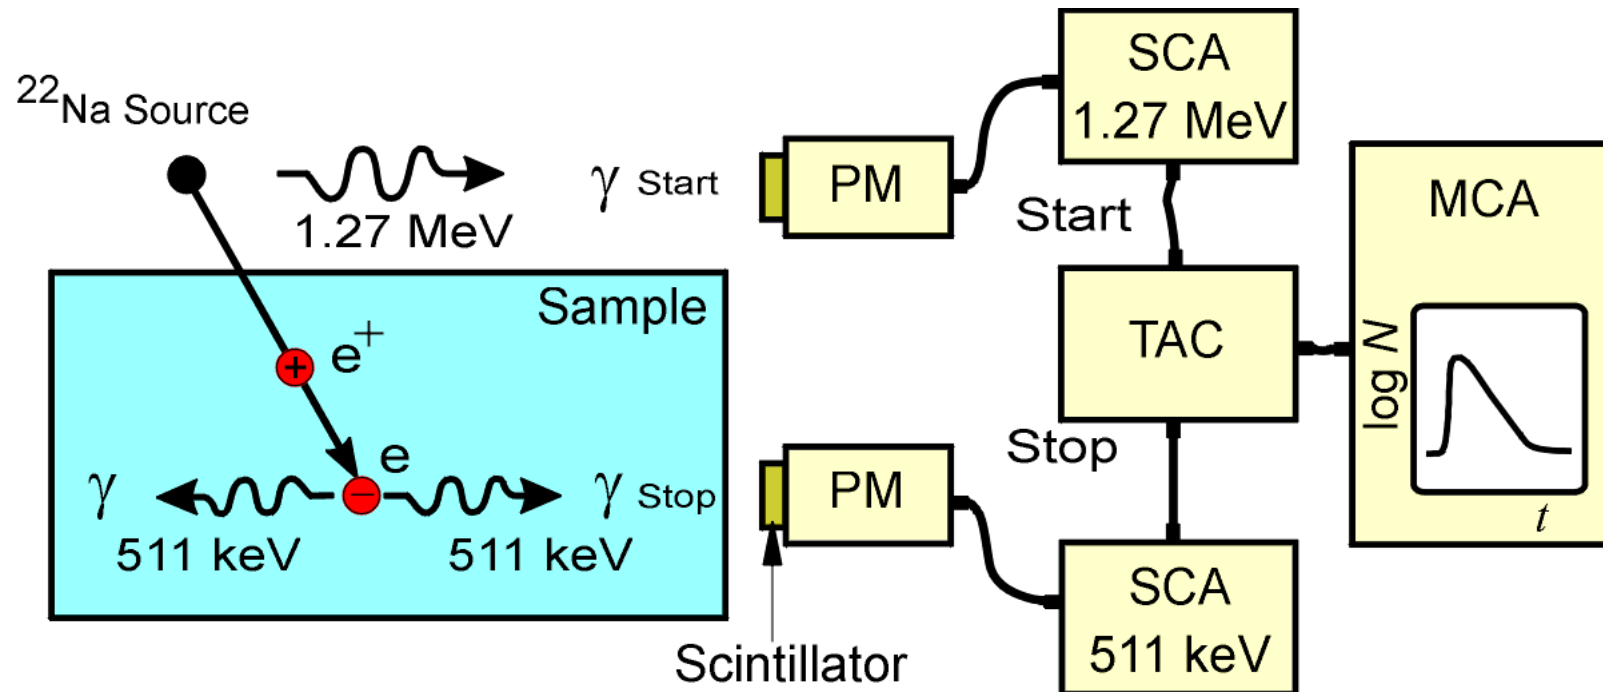 ²²Na Source
1.27 MeV
γ Start
PM
SCA
1.27 MeV
Start
MCA
Sample
e⁺
TAC
log N
t
e
γ
γ Stop
511 keV
511 keV
PM
Stop
SCA
511 keV
Scintillator
+
−